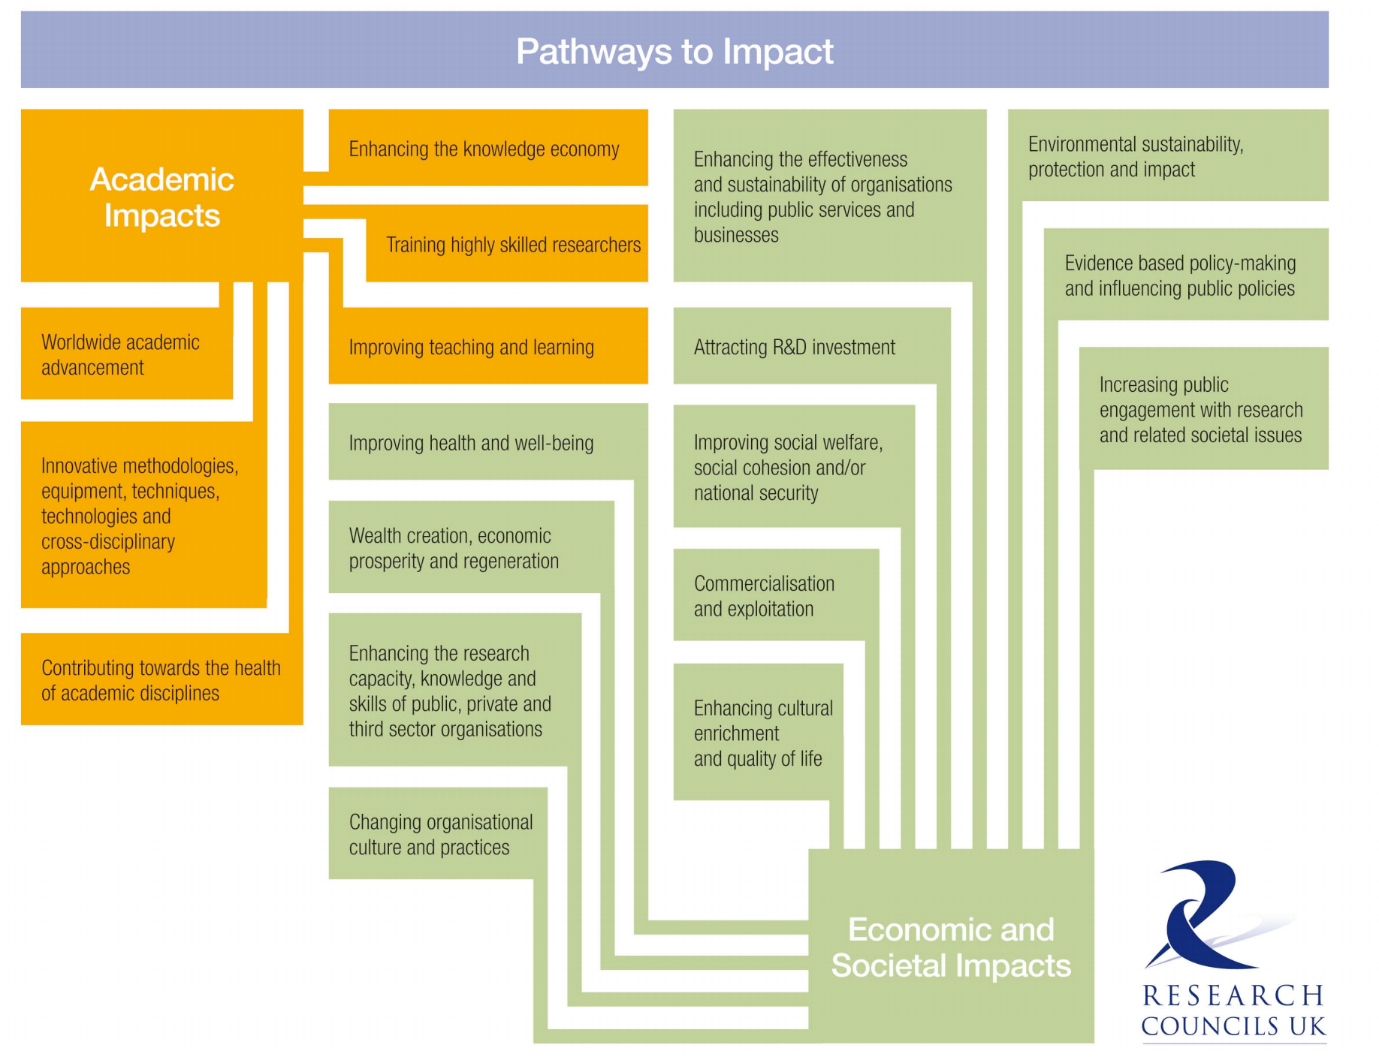 Pathways to Impact
Academic
Impacts
Enhancing the knowledge economy
Training highly skilled researchers
Improving teaching and learning
Worldwide academic
advancement
Innovative methodologies,
equipment, techniques,
technologies and
cross-disciplinary
approaches
Contributing towards the health
of academic disciplines
Improving health and well-being
Wealth creation, economic
prosperity and regeneration
Enhancing the research
capacity, knowledge and
skills of public, private and
third sector organisations
Changing organisational
culture and practices
Enhancing the effectiveness
and sustainability of organisations
including public services and
businesses
Attracting R&D investment
Improving social welfare,
social cohesion and/or
national security
Commercialisation
and exploitation
Enhancing cultural
enrichment
and quality of life
Environmental sustainability,
protection and impact
Evidence based policy-making
and influencing public policies
Increasing public
engagement with research
and related societal issues
Economic and
Societal Impacts
RESEARCH
COUNCILS UK